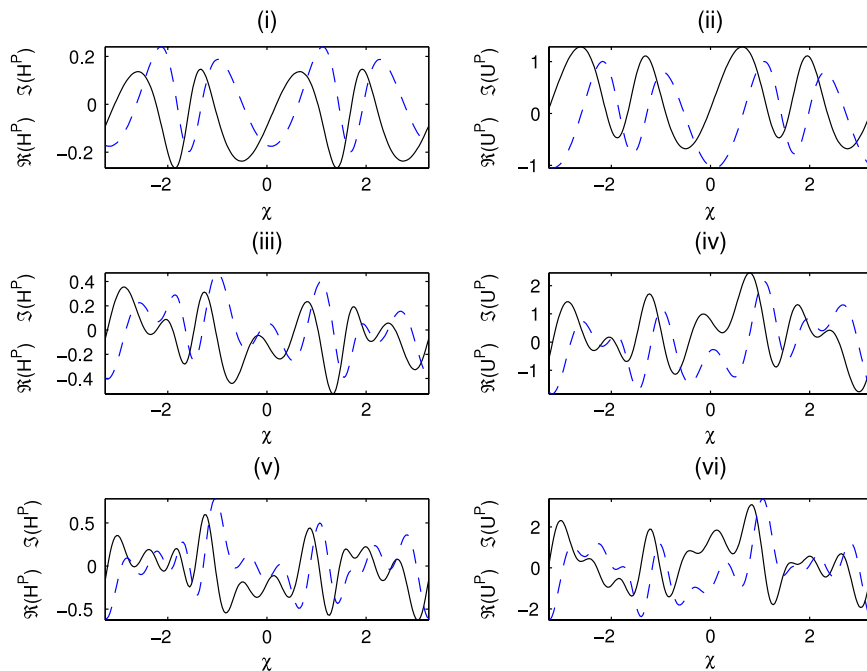 (i)
ℜ(H^P) ℑ(H^P)
0.2
0
−0.2
−2 0 2
χ
(ii)
ℜ(U^P) ℑ(U^P)
1
0
−1
−2 0 2
χ
(iii)
ℜ(H^P) ℑ(H^P)
0.4
0.2
0
−0.2
−0.4
−2 0 2
χ
(iv)
ℜ(U^P) ℑ(U^P)
2
1
0
−1
−2 0 2
χ
(v)
ℜ(H^P) ℑ(H^P)
0.5
0
−0.5
−2 0 2
χ
(vi)
ℜ(U^P) ℑ(U^P)
2
0
−2
−2 0 2
χ